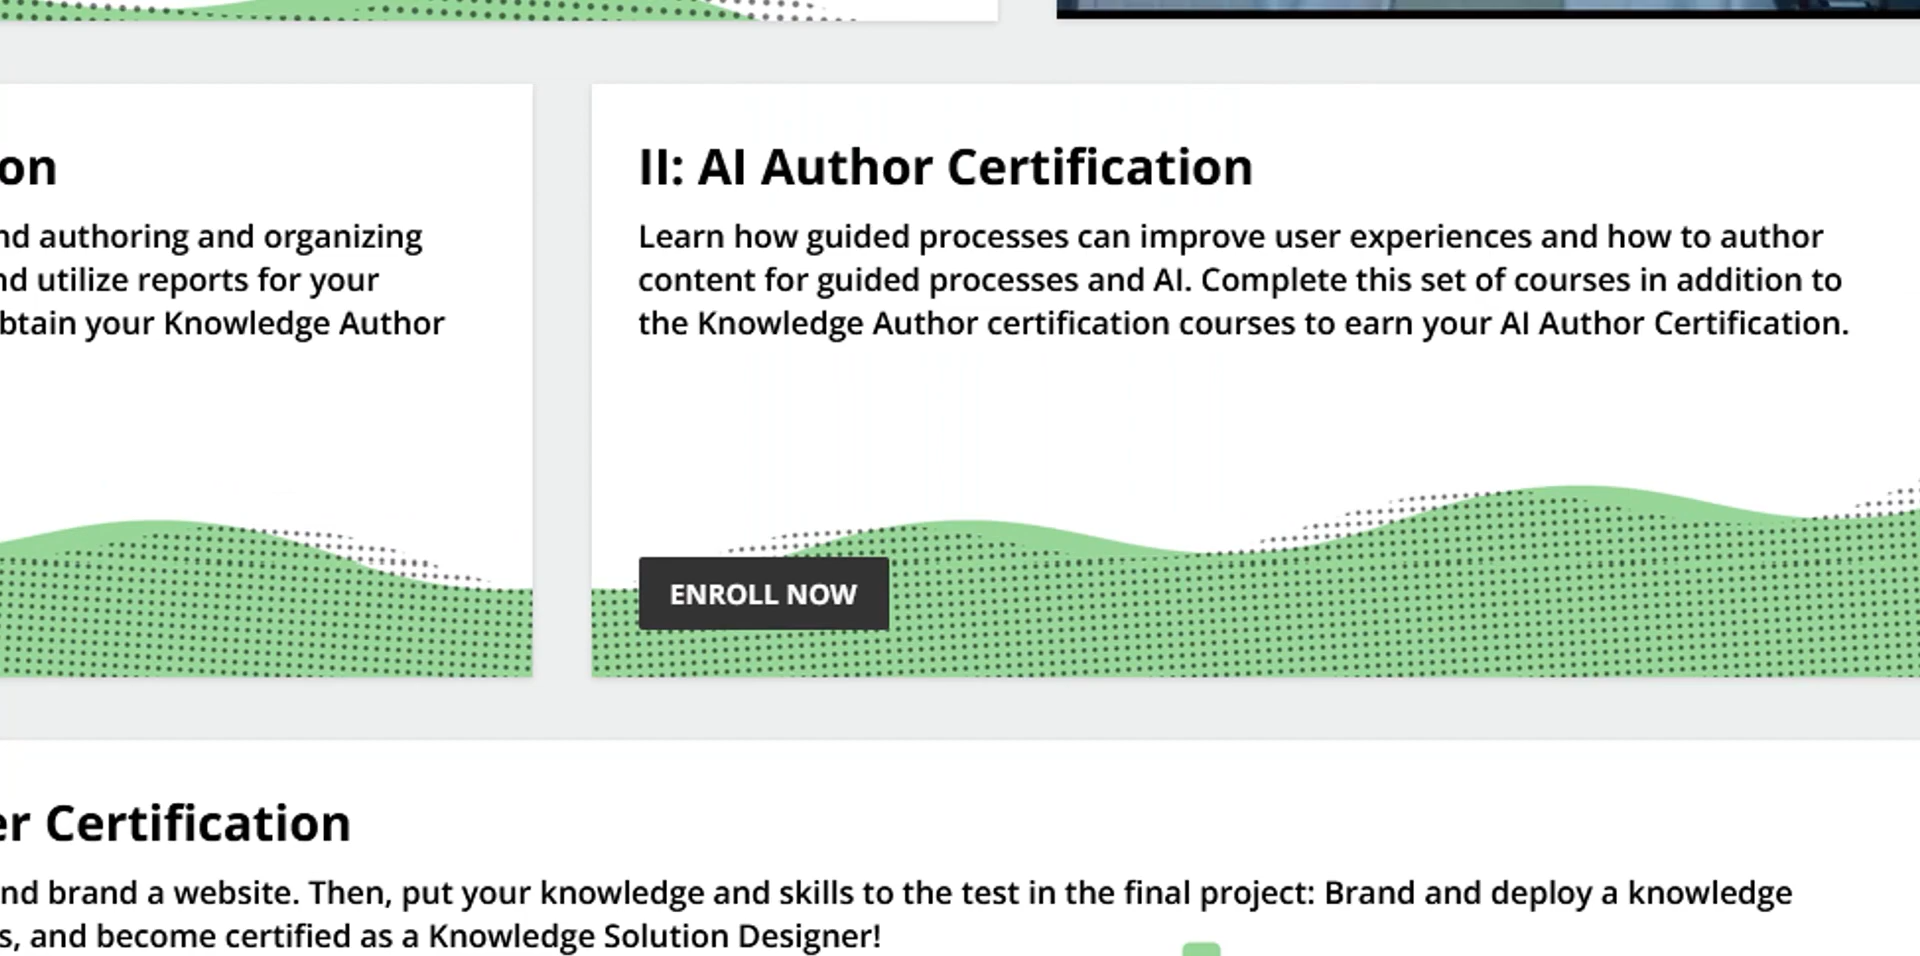 on
nd authoring and organizing
nd utilize reports for your
btain your Knowledge Author
II: AI Author Certification
Learn how guided processes can improve user experiences and how to author
content for guided processes and AI. Complete this set of courses in addition to
the Knowledge Author certification courses to earn your AI Author Certification.
ENROLL NOW
er Certification
nd brand a website. Then, put your knowledge and skills to the test in the final project: Brand and deploy a knowledge
s, and become certified as a Knowledge Solution Designer!